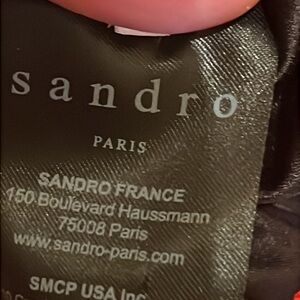 sandro
PARIS
SANDRO FRANCE
150 Boulevard Haussmann
75008 Paris
www.sandro-paris.com
SMCP USA Inc